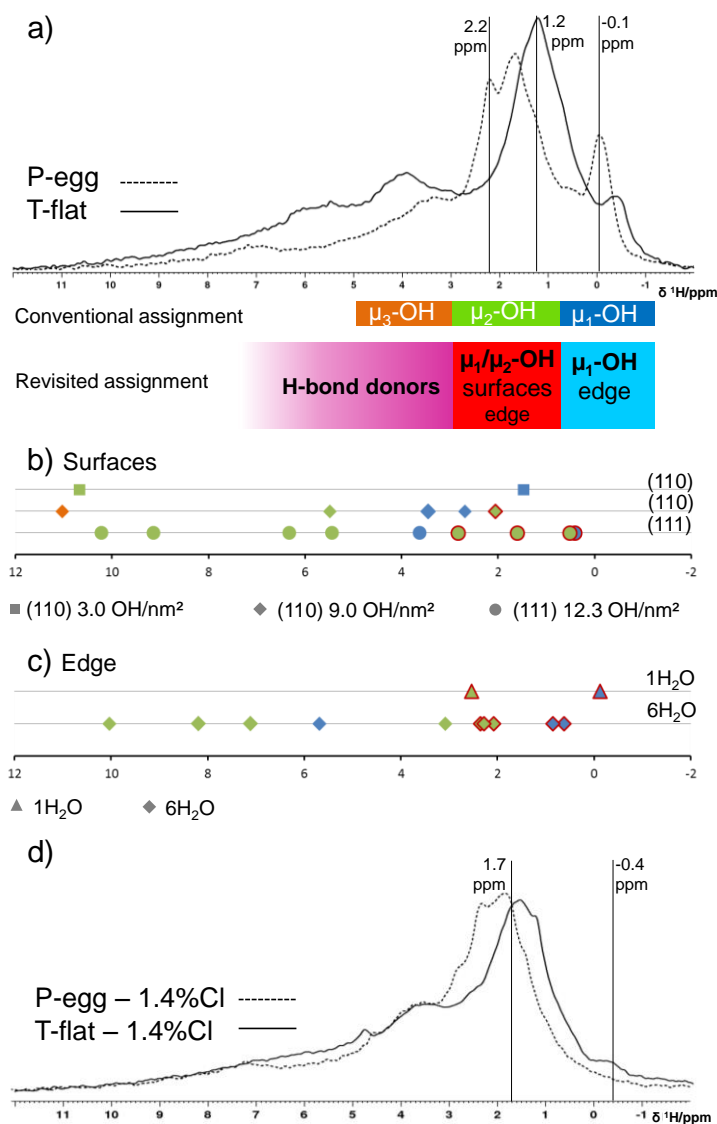 a)
2.2
ppm
1.2
ppm
-0.1
ppm
P-egg
T-flat
11 10 9 8 7 6 5 4 3 2 1 0 -1
δ ¹H/ppm
Conventional assignment
µ₃-OH
µ₂-OH
µ₁-OH
Revisited assignment
H-bond donors
µ₁/µ₂-OH
surfaces
edge
µ₁-OH
edge
b) Surfaces
(110)
(110)
(111)
12 10 8 6 4 2 0 -2
(110) 3.0 OH/nm²
(110) 9.0 OH/nm²
(111) 12.3 OH/nm²
c) Edge
1H₂O
6H₂O
12 10 8 6 4 2 0 -2
1H₂O
6H₂O
d)
1.7
ppm
-0.4
ppm
P-egg – 1.4%Cl
T-flat – 1.4%Cl
11 10 9 8 7 6 5 4 3 2 1 0 -1
δ ¹H/ppm